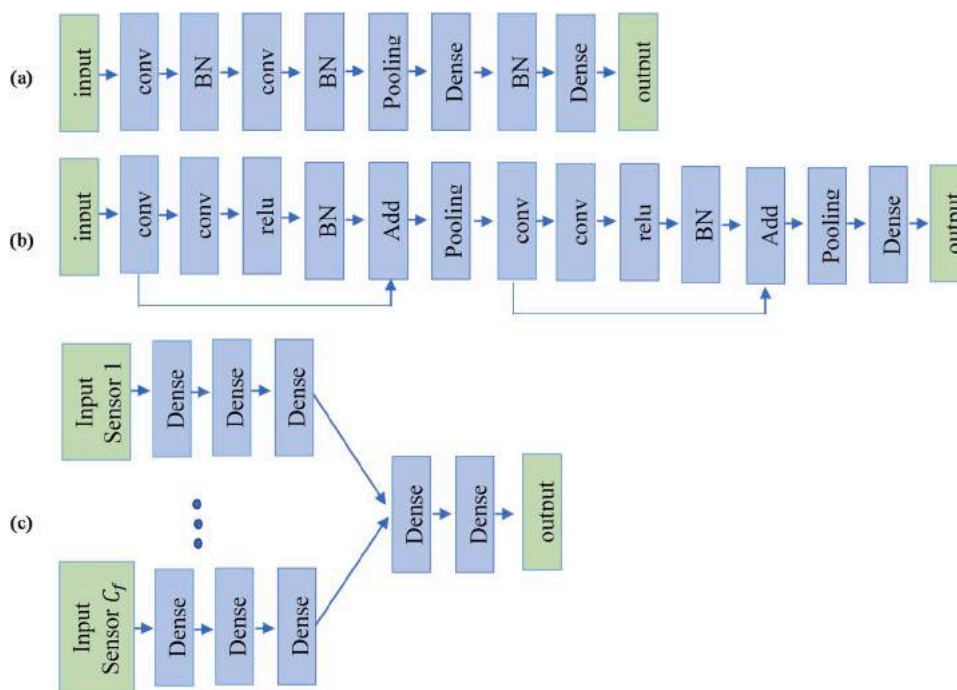 (a)
input
conv
BN
conv
BN
Pooling
Dense
BN
Dense
output
(b)
input
conv
conv
relu
BN
Add
Pooling
conv
conv
relu
BN
Add
Pooling
Dense
output
(c)
Input
Sensor 1
Dense
Dense
Dense
Input
Sensor C_f
Dense
Dense
Dense
Dense
Dense
output